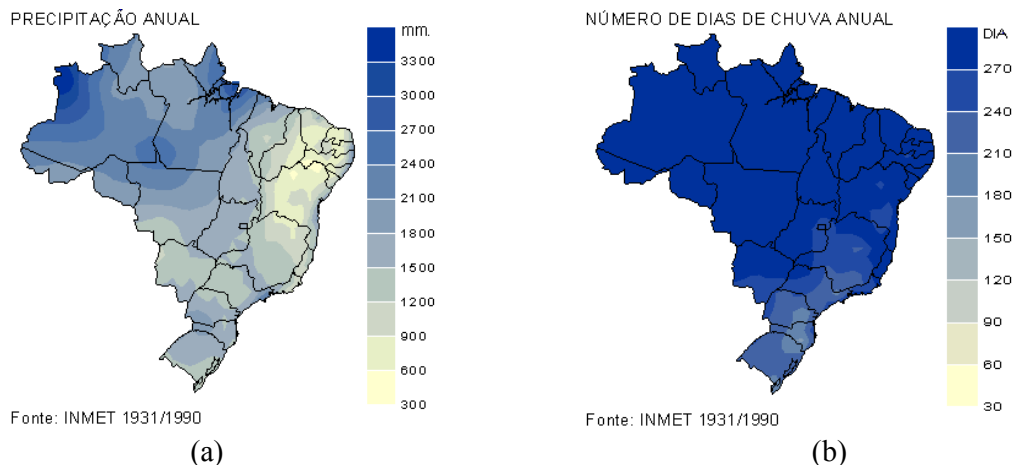 PRECIPITAÇÃO ANUAL
mm.
3300
3000
2700
2400
2100
1800
1500
1200
900
600
300
Fonte: INMET 1931/1990
(a)
NÚMERO DE DIAS DE CHUVA ANUAL
DIA
270
240
210
180
150
120
90
60
30
Fonte: INMET 1931/1990
(b)